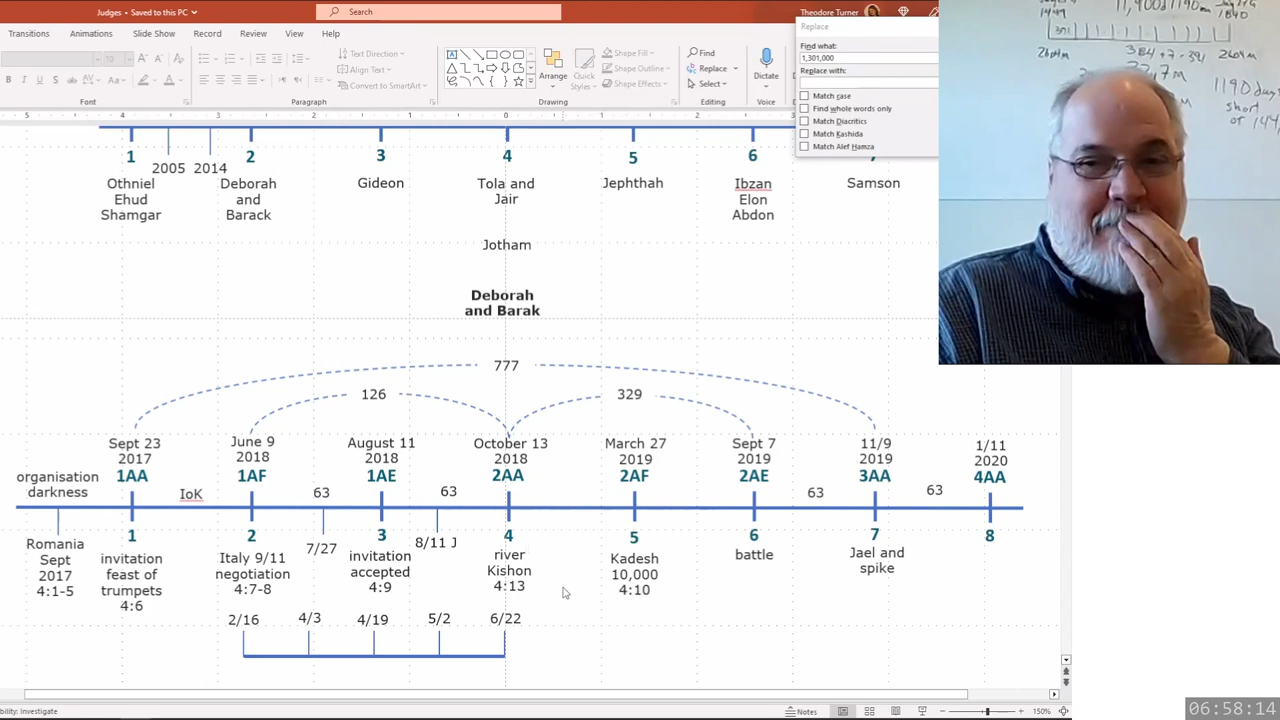 Judges • Saved to this PC
Search
Theodore Turner
Transitions Animations Slide Show Record Review View Help
Text Direction
Align Text
Convert to SmartArt
Paragraph
Arrange
Quick Styles
Shape Fill
Shape Outline
Shape Effects
Drawing
Find
Replace
Select
Editing
Dictate
Voice
Replace
Find what:
1,301,000
Replace with:
Match case
Find whole words only
Match Diacritics
Match Kashida
Match Alef Hamza
1 2005 2014 2 3 4 5 6
Othniel
Ehud
Shamgar
Deborah
and
Barack
Gideon
Tola and
Jair
Jephthah
Ibzan
Elon
Abdon
Samson
Jotham
Deborah
and Barak
777
126 329
Sept 23
2017
1AA
June 9
2018
1AF
August 11
2018
1AE
October 13
2018
2AA
March 27
2019
2AF
Sept 7
2019
2AE
11/9
2019
3AA
1/11
2020
4AA
organisation
darkness
IoK 63 63 63 63
1 2 3 4 5 6 7 8
Romania
Sept
2017
4:1-5
invitation
feast of
trumpets
4:6
Italy 9/11
negotiation
4:7-8
7/27
invitation
accepted
4:9
8/11 J
river
Kishon
4:13
Kadesh
10,000
4:10
battle
Jael and
spike
2/16 4/3 4/19 5/2 6/22
1190 days
short
bility: Investigate
Notes
150%
06:58:14